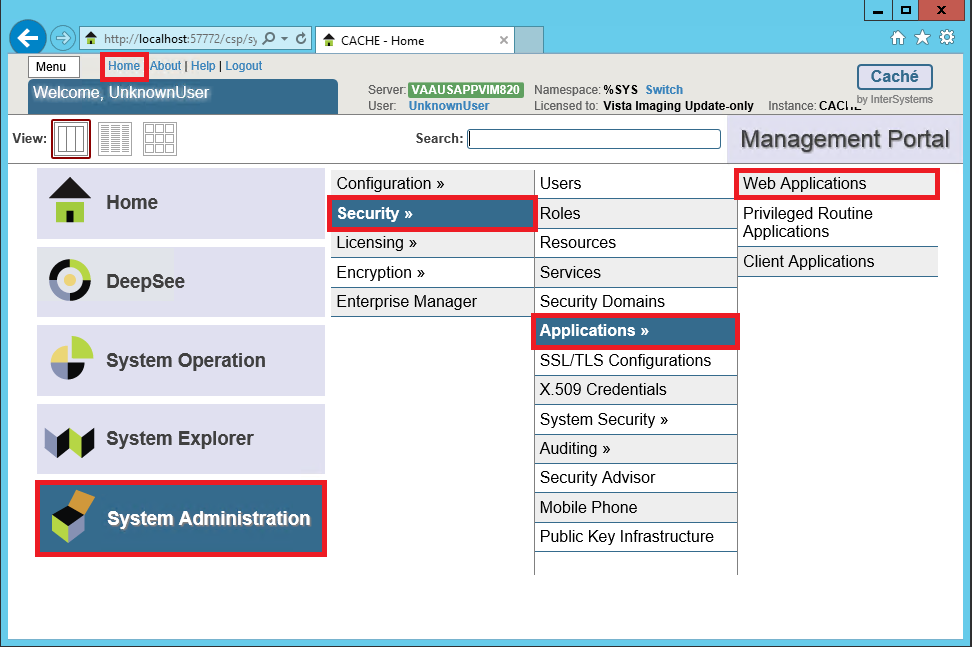 http://localhost:57772/csp/sy
CACHE - Home
Menu
Home | About | Help | Logout
Welcome, UnknownUser
Server: VAAUSAPPVIM820 Namespace: %SYS Switch
User: UnknownUser Licensed to: Vista Imaging Update-only Instance: CACHE
Caché
by InterSystems
View:
Search:
Management Portal
Home
DeepSee
System Operation
System Explorer
System Administration
Configuration »
Security »
Licensing »
Encryption »
Enterprise Manager
Users
Roles
Resources
Services
Security Domains
Applications »
SSL/TLS Configurations
X.509 Credentials
System Security »
Auditing »
Security Advisor
Mobile Phone
Public Key Infrastructure
Web Applications
Privileged Routine
Applications
Client Applications